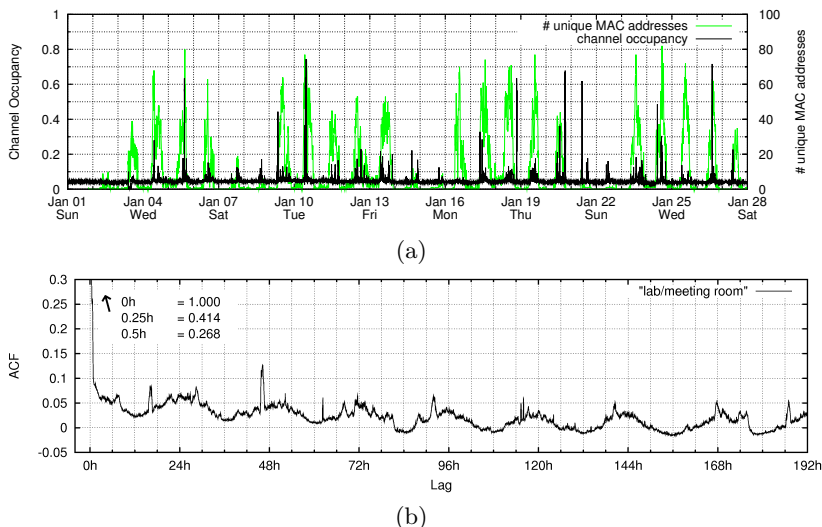 # unique MAC addresses
channel occupancy
Channel Occupancy
# unique MAC addresses
1
0.8
0.6
0.4
0.2
0
100
80
60
40
20
0
Jan 01 Jan 04 Jan 07 Jan 10 Jan 13 Jan 16 Jan 19 Jan 22 Jan 25 Jan 28
Sun Wed Sat Tue Fri Mon Thu Sun Wed Sat
(a)
0.3
0.25
0.2
0.15
0.1
0.05
0
-0.05
ACF
0h = 1.000
0.25h = 0.414
0.5h = 0.268
"lab/meeting room"
0h 24h 48h 72h 96h 120h 144h 168h 192h
Lag
(b)